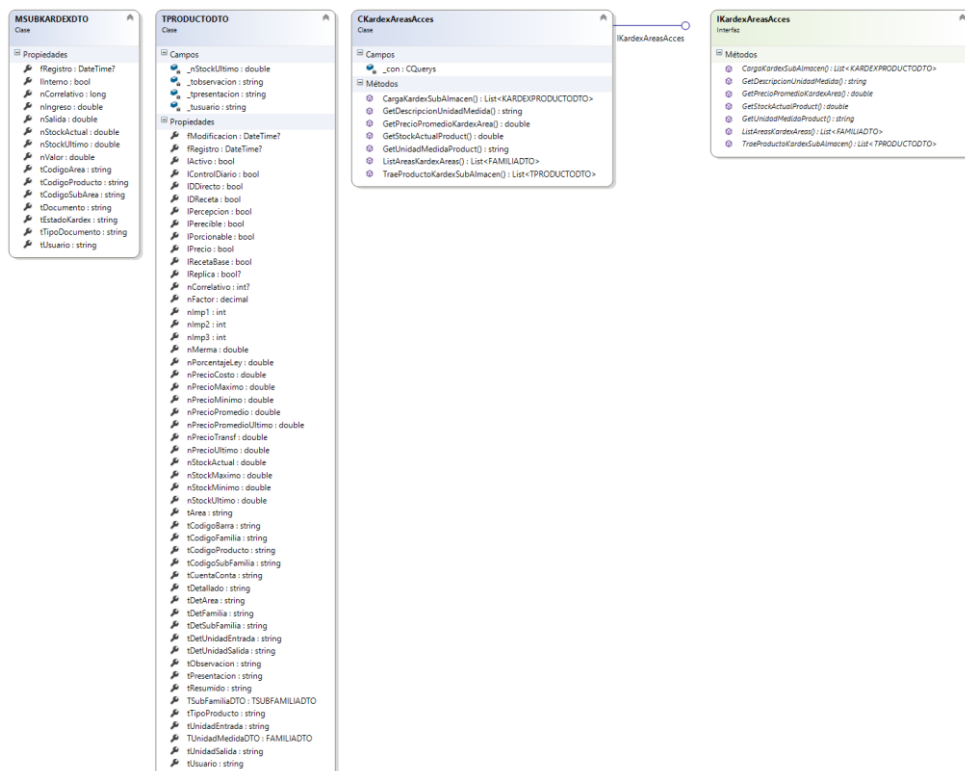 MSUBKARDEXDTO
Clase
Propiedades
fRegistro : DateTime?
lInterno : bool
nCorrelativo : long
nIngreso : double
nSalida : double
nStockActual : double
nStockUltimo : double
nValor : double
tCodigoArea : string
tCodigoProducto : string
tCodigoSubArea : string
tDocumento : string
tEstadoKardex : string
tTipoDocumento : string
tUsuario : string
TPRODUCTODTO
Clase
Campos
_nStockUltimo : double
_tobservacion : string
_tpresentacion : string
_tusuario : string
Propiedades
fModificacion : DateTime?
fRegistro : DateTime?
lActivo : bool
lControlDiario : bool
lDDirecto : bool
lDReceta : bool
lPercepcion : bool
lPerecible : bool
lPorcionable : bool
lPrecio : bool
lRecetaBase : bool
lReplica : bool?
nCorrelativo : int?
nFactor : decimal
nImp1 : int
nImp2 : int
nImp3 : int
nMerma : double
nPorcentajeLey : double
nPrecioCosto : double
nPrecioMaximo : double
nPrecioMinimo : double
nPrecioPromedio : double
nPrecioPromedioUltimo : double
nPrecioTransf : double
nPrecioUltimo : double
nStockActual : double
nStockMaximo : double
nStockMinimo : double
nStockUltimo : double
tArea : string
tCodigoBarra : string
tCodigoFamilia : string
tCodigoProducto : string
tCodigoSubFamilia : string
tCuentaConta : string
tDetallado : string
tDetArea : string
tDetFamilia : string
tDetSubFamilia : string
tDetUnidadEntrada : string
tDetUnidadSalida : string
tObservacion : string
tPresentacion : string
tResumido : string
TSubFamiliaDTO : TSUBFAMILIADTO
tTipoProducto : string
tUnidadEntrada : string
TUnidadMedidaDTO : FAMILIADTO
tUnidadSalida : string
tUsuario : string
CKardexAreasAcces
Clase
Campos
_con : CQuerys
Métodos
CargaKardexSubAlmacen() : List<KARDEXPRODUCTODTO>
GetDescripcionUnidadMedida() : string
GetPrecioPromedioKardexArea() : double
GetStockActualProduct() : double
GetUnidadMedidaProduct() : string
ListAreasKardexAreas() : List<FAMILIADTO>
TraeProductoKardexSubAlmacen() : List<TPRODUCTODTO>
IKardexAreasAcces
IKardexAreasAcces
Interfaz
Métodos
CargaKardexSubAlmacen() : List<KARDEXPRODUCTODTO>
GetDescripcionUnidadMedida() : string
GetPrecioPromedioKardexArea() : double
GetStockActualProduct() : double
GetUnidadMedidaProduct() : string
ListAreasKardexAreas() : List<FAMILIADTO>
TraeProductoKardexSubAlmacen() : List<TPRODUCTODTO>